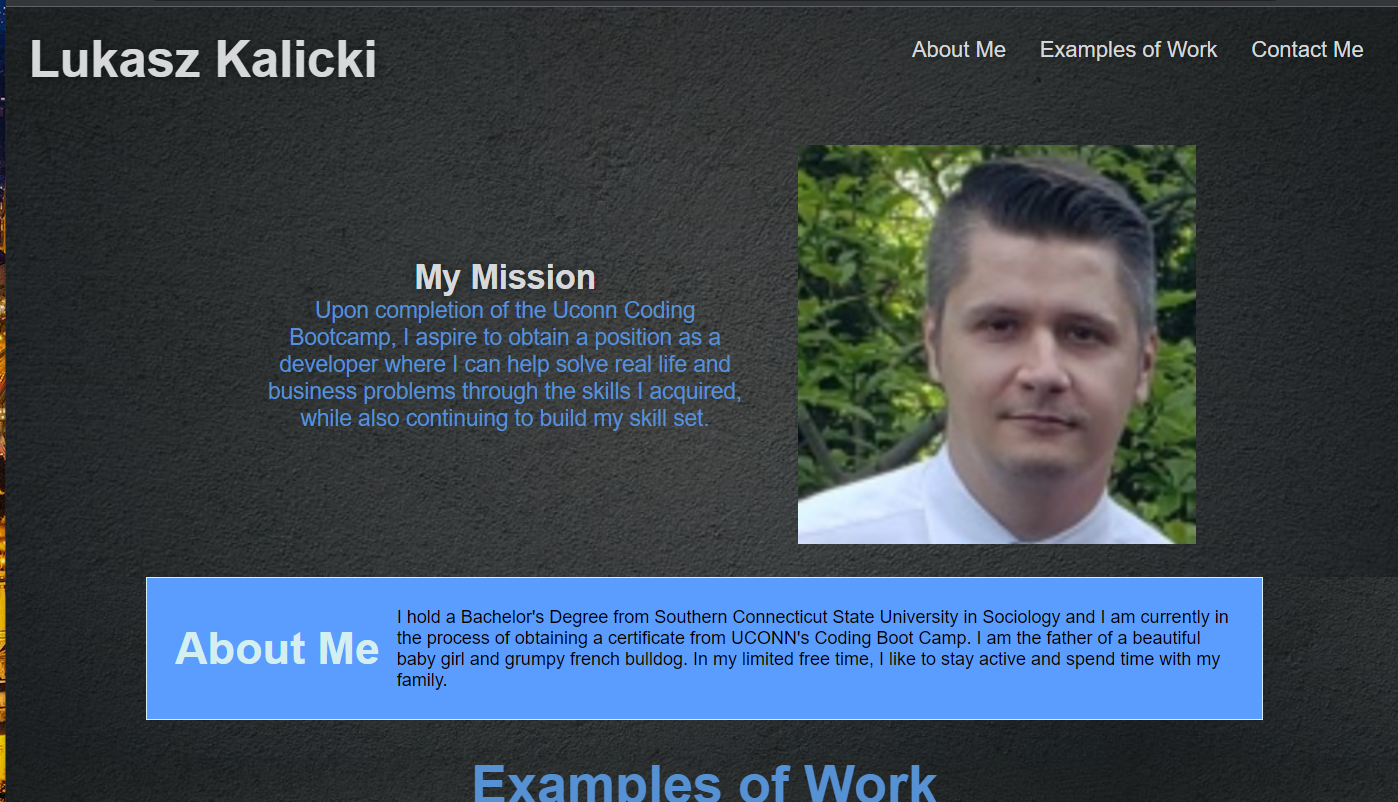 Lukasz Kalicki
About Me
Examples of Work
Contact Me
My Mission
Upon completion of the Uconn Coding
Bootcamp, I aspire to obtain a position as a
developer where I can help solve real life and
business problems through the skills I acquired,
while also continuing to build my skill set.
About Me
I hold a Bachelor's Degree from Southern Connecticut State University in Sociology and I am currently in
the process of obtaining a certificate from UCONN's Coding Boot Camp. I am the father of a beautiful
baby girl and grumpy french bulldog. In my limited free time, I like to stay active and spend time with my
family.
Examples of Work